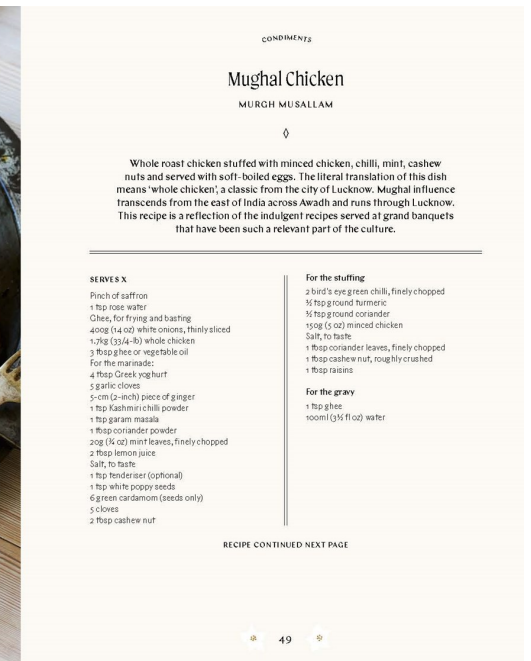 CONDIMENTS
Mughal Chicken
MURGH MUSALLAM
Whole roast chicken stuffed with minced chicken, chilli, mint, cashew
nuts and served with soft-boiled eggs. The literal translation of this dish
means 'whole chicken', a classic from the city of Lucknow. Mughal influence
transcends from the east of India across Awadh and runs through Lucknow.
This recipe is a reflection of the indulgent recipes served at grand banquets
that have been such a relevant part of the culture.
SERVES X
Pinch of saffron
1 tsp rose water
Ghee, for frying and basting
400g (14 oz) white onions, thinly sliced
1.7kg (33/4-lb) whole chicken
3 tbsp ghee or vegetable oil
For the marinade:
4 tbsp Greek yoghurt
5 garlic cloves
5-cm (2-inch) piece of ginger
1 tsp Kashmiri chilli powder
1 tsp garam masala
1 tbsp coriander powder
20g (¾ oz) mint leaves, finely chopped
2 tbsp lemon juice
Salt, to taste
1 tsp tenderiser (optional)
1 tsp white poppy seeds
6 green cardamom (seeds only)
5 cloves
2 tbsp cashew nut
For the stuffing
2 bird's eye green chilli, finely chopped
½ tsp ground turmeric
½ tsp ground coriander
150g (5 oz) minced chicken
Salt, to taste
1 tbsp coriander leaves, finely chopped
1 tbsp cashew nut, roughly crushed
1 tbsp raisins
For the gravy
1 tsp ghee
100ml (3½ fl oz) water
RECIPE CONTINUED NEXT PAGE
49